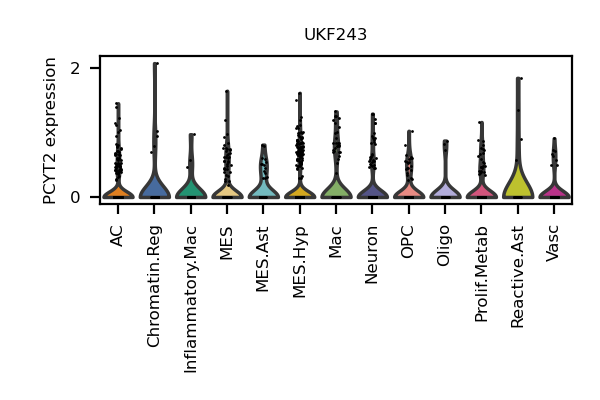 UKF243
PCYT2 expression
2
0
AC
Chromatin.Reg
Inflammatory.Mac
MES
MES.Ast
MES.Hyp
Mac
Neuron
OPC
Oligo
Prolif.Metab
Reactive.Ast
Vasc